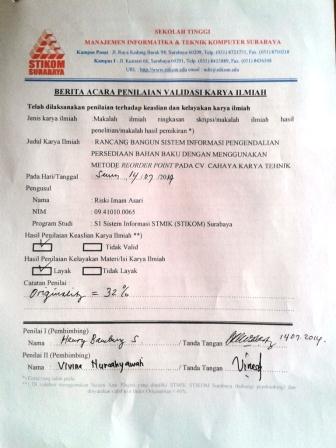 SEKOLAH TINGGI
MANAJEMEN INFORMATIKA & TEKNIK KOMPUTER SURABAYA
STIKOM
SURABAYA
BERITA ACARA PENILAIAN VALIDASI KARYA ILMIAH
Telah dilaksanakan penilaian terhadap keaslian dan kelayakan karya ilmiah
Jenis karya ilmiah : Makalah ilmiah ringkasan skripsi/makalah ilmiah hasil
penelitian/makalah hasil pemikiran *)
Judul Karya Ilmiah : RANCANG BANGUN SISTEM INFORMASI PENGENDALIAN
PERSEDIAAN BAHAN BAKU DENGAN MENGGUNAKAN
METODE REORDER POINT PADA CV. CAHAYA KARYA TEHNIK
Pada Hari/Tanggal : Senin, 14/07/2014
Pengusul
Nama : Riski Imam Asari
NIM : 09.41010.0065
Program Studi : S1 Sistem Informasi STMIK (STIKOM) Surabaya
Hasil Penilaian Keaslian Karya Ilmiah **)
Tidak Valid
Hasil Penilaian Kelayakan Materi/Isi Karya Ilmiah
Layak Tidak Layak
Catatan Penilai :
Originality = 32%
Penilai I (Pembimbing)
Nama : Henry Bambang S / Tanda Tangan : 14072014
Penilai II (Pembimbing)
Nama : Vivine Nurcahyawati / Tanda Tangan :
*) Coret yang tidak perlu